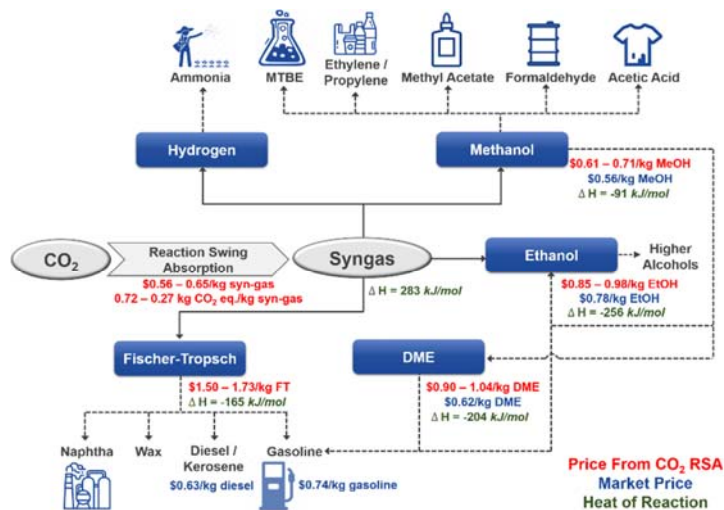 Ammonia
MTBE
Ethylene /
Propylene
Methyl Acetate
Formaldehyde
Acetic Acid
Hydrogen
Methanol
$0.61 – 0.71/kg MeOH
$0.56/kg MeOH
Δ H = -91 kJ/mol
CO₂
Reaction Swing
Absorption
$0.56 – 0.65/kg syn-gas
0.72 – 0.27 kg CO₂ eq./kg syn-gas
Syngas
Δ H = 283 kJ/mol
Ethanol
$0.85 – 0.98/kg EtOH
$0.78/kg EtOH
Δ H = -256 kJ/mol
Higher
Alcohols
Fischer-Tropsch
$1.50 – 1.73/kg FT
Δ H = -165 kJ/mol
DME
$0.90 – 1.04/kg DME
$0.62/kg DME
Δ H = -204 kJ/mol
Naphtha
Wax
Diesel /
Kerosene
$0.63/kg diesel
Gasoline
$0.74/kg gasoline
Price From CO₂ RSA
Market Price
Heat of Reaction